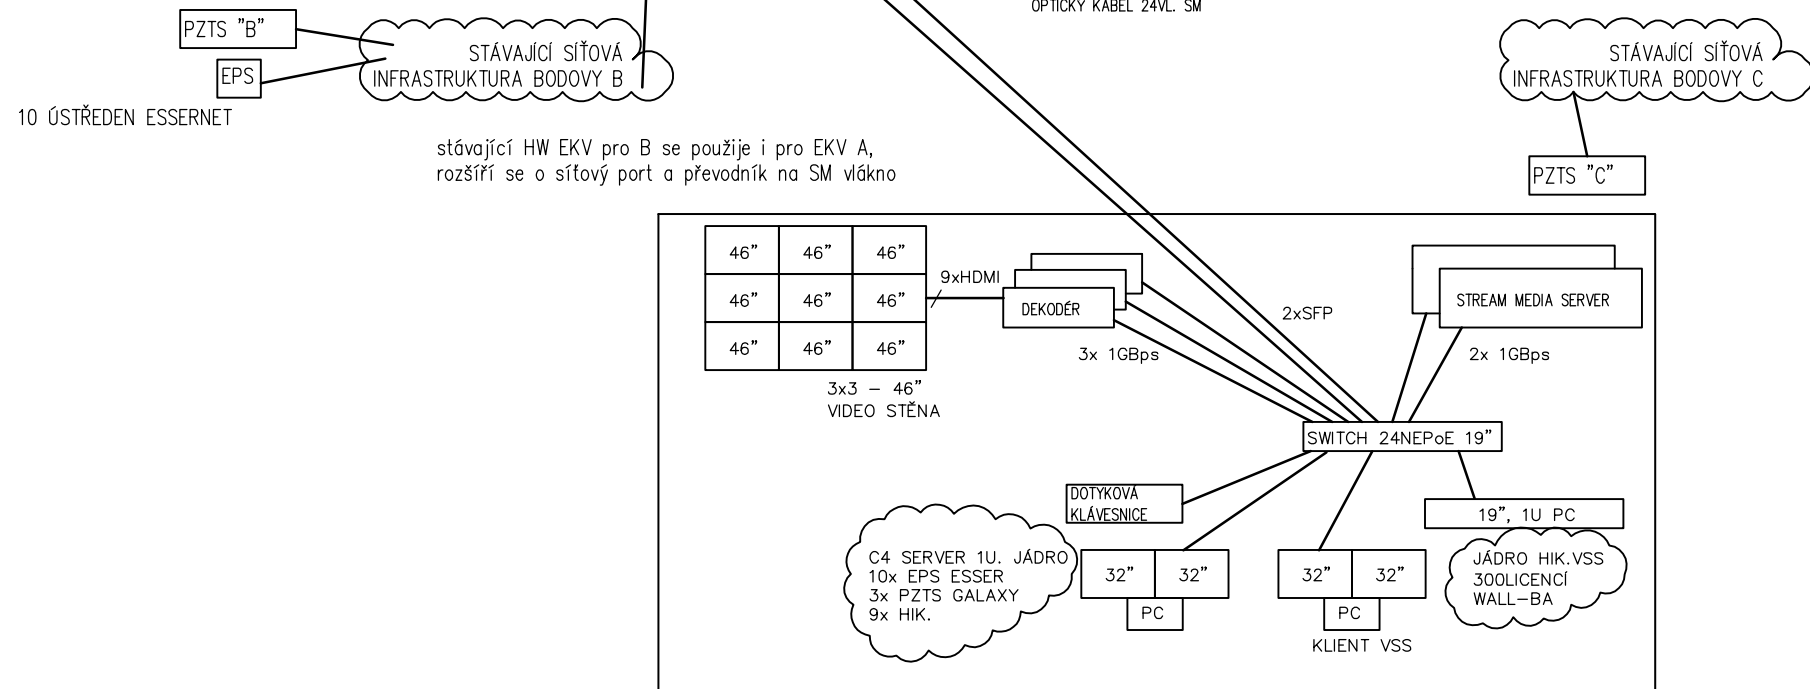 OPTICKÝ KABEL 24VL. SM
PZTS "B"
EPS
10 ÚSTŘEDEN ESSERNET
STÁVAJÍCÍ SÍŤOVÁ
INFRASTRUKTURA BODOVY B
STÁVAJÍCÍ SÍŤOVÁ
INFRASTRUKTURA BODOVY C
PZTS "C"
stávající HW EKV pro B se použije i pro EKV A,
rozšíří se o síťový port a převodník na SM vlákno
46" 46" 46"
46" 46" 46"
46" 46" 46"
3x3 – 46"
VIDEO STĚNA
9xHDMI
DEKODÉR
3x 1GBps
2xSFP
STREAM MEDIA SERVER
2x 1GBps
SWITCH 24NEPoE 19"
DOTYKOVÁ
KLÁVESNICE
19", 1U PC
C4 SERVER 1U. JÁDRO
10x EPS ESSER
3x PZTS GALAXY
9x HIK.
32" 32"
PC
32" 32"
PC
KLIENT VSS
JÁDRO HIK.VSS
300LICENCÍ
WALL–BA